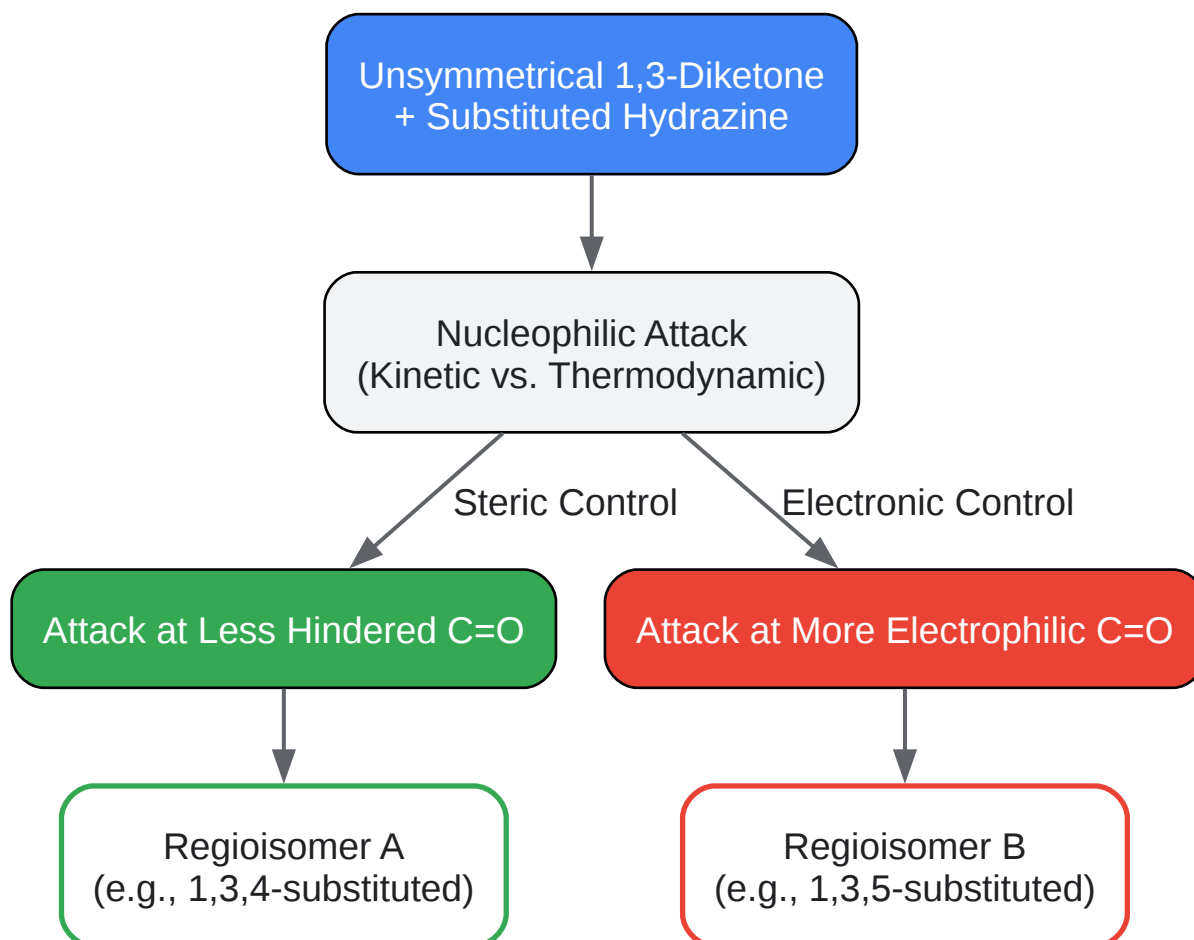 Unsymmetrical 1,3-Diketone
+ Substituted Hydrazine
Nucleophilic Attack
(Kinetic vs. Thermodynamic)
Steric Control
Electronic Control
Attack at Less Hindered C=O
Attack at More Electrophilic C=O
Regioisomer A
(e.g., 1,3,4-substituted)
Regioisomer B
(e.g., 1,3,5-substituted)